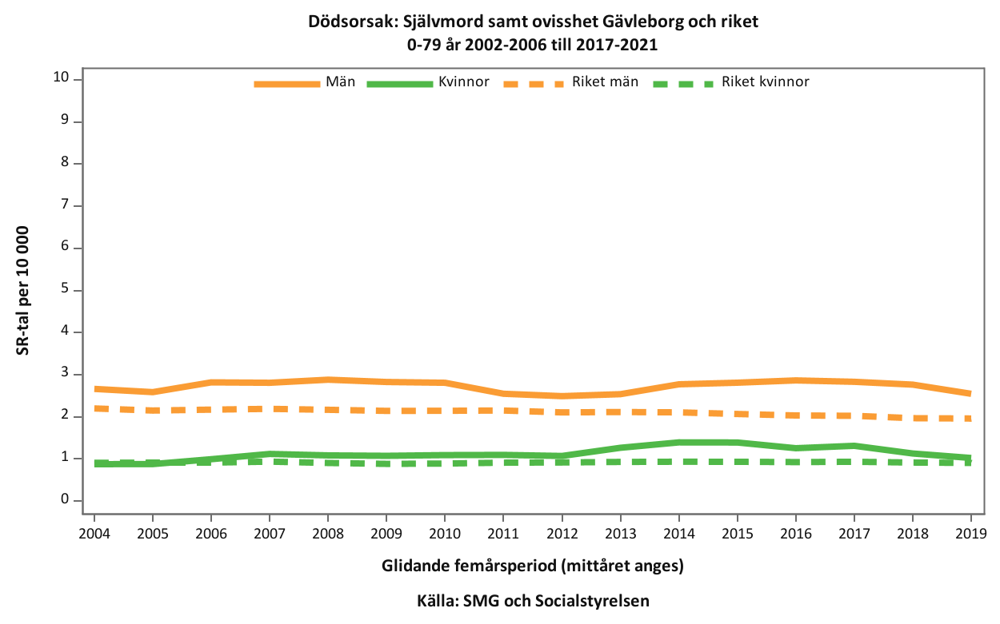 Dödsorsak: Självmord samt ovisshet Gävleborg och riket
0-79 år 2002-2006 till 2017-2021
Män Kvinnor Riket män Riket kvinnor
SR-tal per 10 000
10
9
8
7
6
5
4
3
2
1
0
2004 2005 2006 2007 2008 2009 2010 2011 2012 2013 2014 2015 2016 2017 2018 2019
Glidande femårsperiod (mittåret anges)
Källa: SMG och Socialstyrelsen